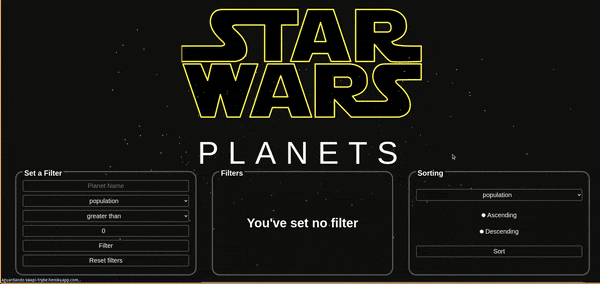 STAR
WARS
PLANETS
Set a Filter
Planet Name
population
greater than
0
Filter
Reset filters
Filters
You've set no filter
Sorting
population
Ascending
Descending
Sort